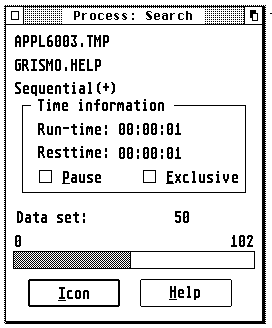 Process: Search
APPL6003.TMP
GRISMO.HELP
Sequential(+)
Time information
Run-time: 00:00:01
Resttime: 00:00:01
Pause Exclusive
Data set: 50
0 102
Icon Help